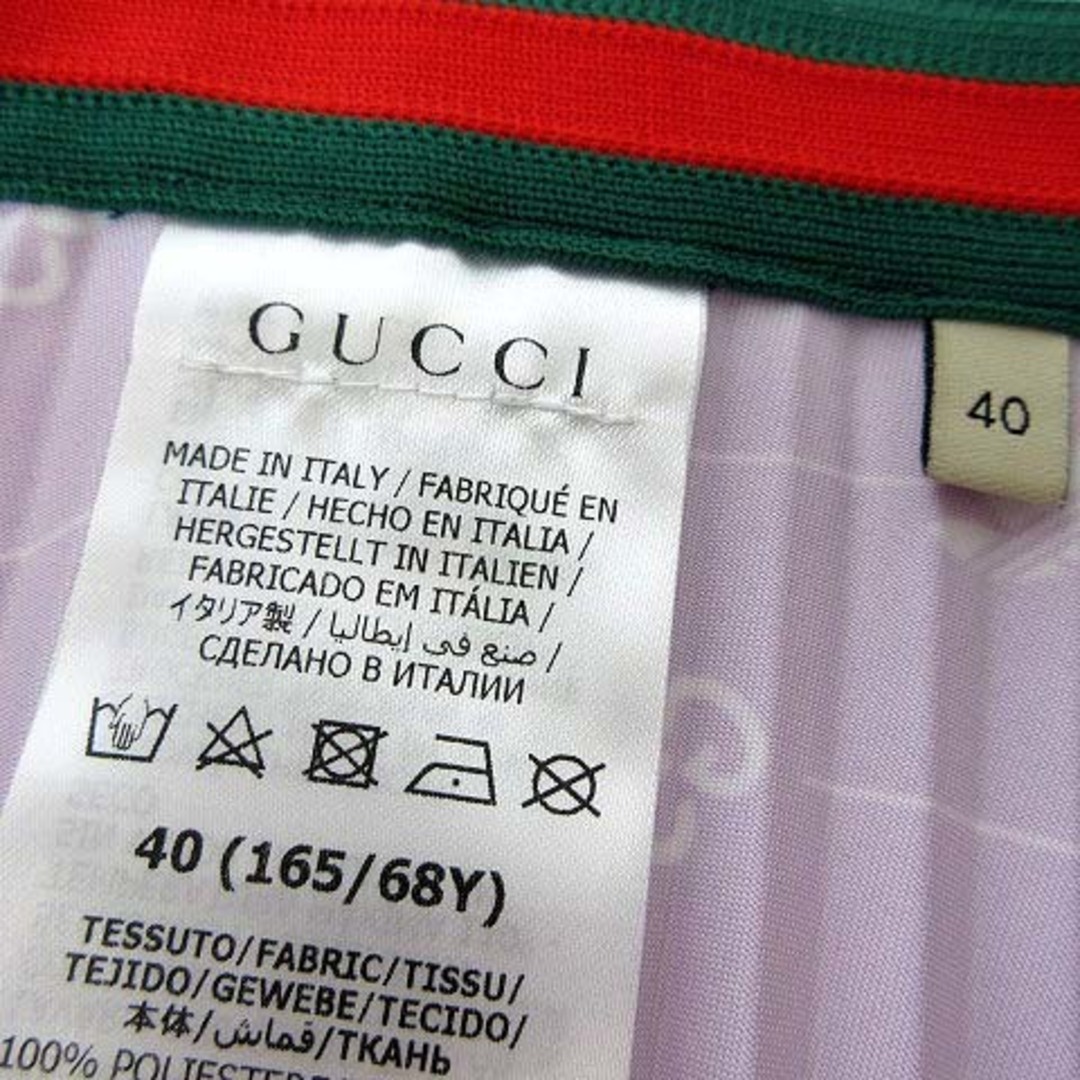 GUCCI
40
MADE IN ITALY / FABRIQUÉ EN
ITALIE / HECHO EN ITALIA /
HERGESTELLT IN ITALIEN /
FABRICADO EM ITÁLIA /
イタリア製 / صنع في إيطاليا /
СДЕЛАНО В ИТАЛИИ
40 (165/68Y)
TESSUTO/FABRIC/TISSU/
TEJIDO/GEWEBE/TECIDO/
本体/قماش/ТКАНЬ
100%